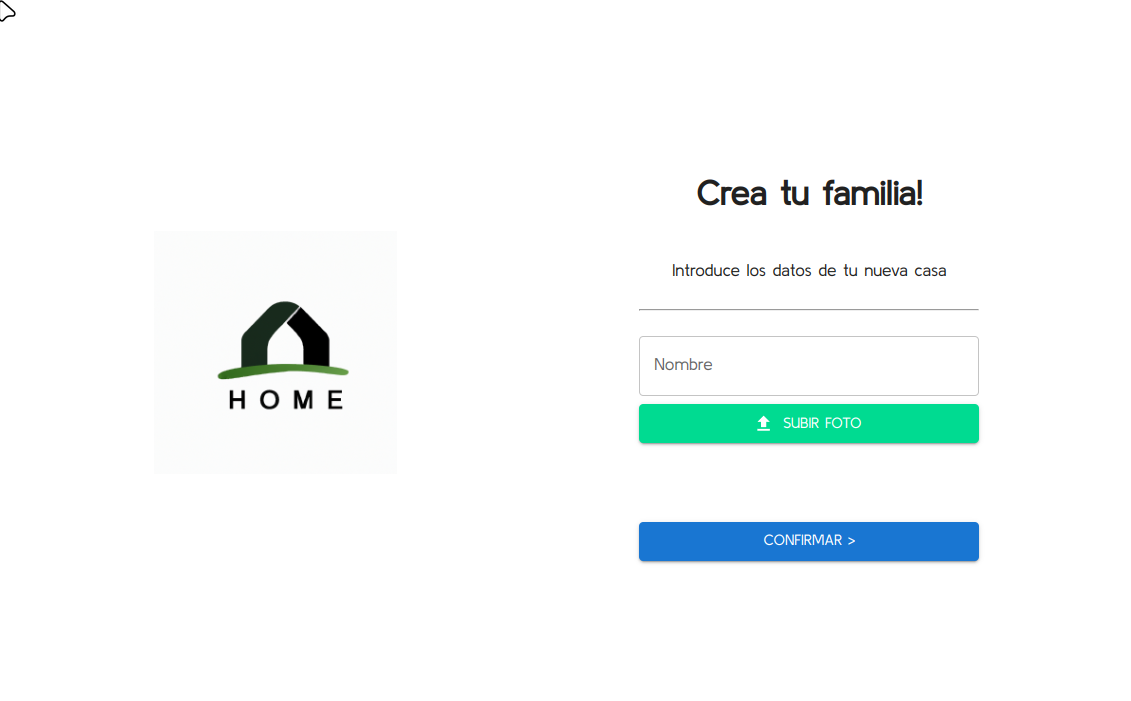 HOME
Crea tu familia!
Introduce los datos de tu nueva casa
Nombre
SUBIR FOTO
CONFIRMAR >